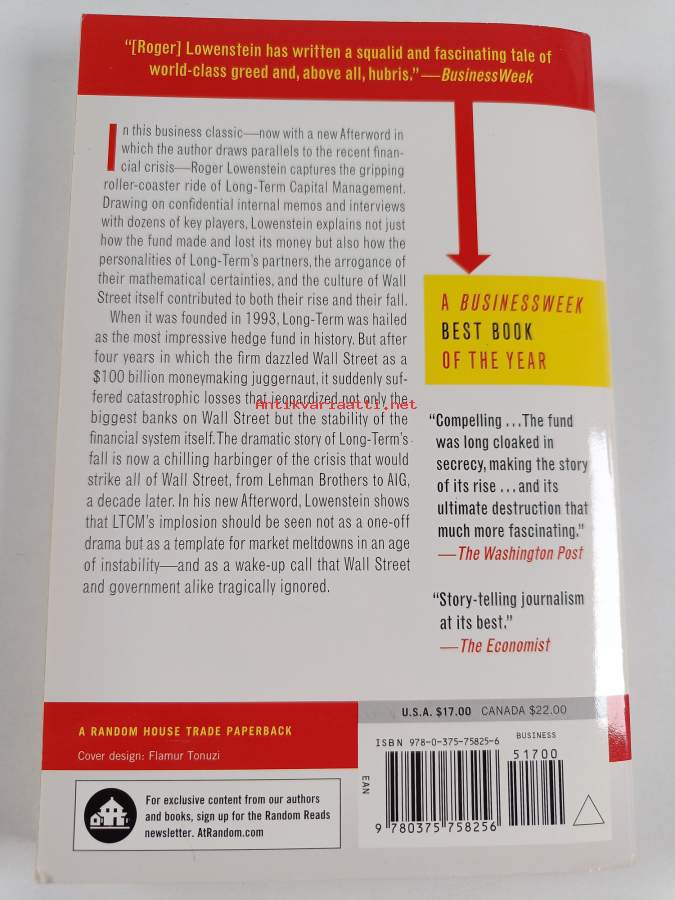 “[Roger] Lowenstein has written a squalid and fascinating tale of
world-class greed and, above all, hubris.”—BusinessWeek
In this business classic—now with a new Afterword in
which the author draws parallels to the recent finan-
cial crisis—Roger Lowenstein captures the gripping
roller-coaster ride of Long-Term Capital Management.
Drawing on confidential internal memos and interviews
with dozens of key players, Lowenstein explains not just
how the fund made and lost its money but also how the
personalities of Long-Term’s partners, the arrogance of
their mathematical certainties, and the culture of Wall
Street itself contributed to both their rise and their fall.
When it was founded in 1993, Long-Term was hailed
as the most impressive hedge fund in history. But after
four years in which the firm dazzled Wall Street as a
$100 billion moneymaking juggernaut, it suddenly suf-
fered catastrophic losses that jeopardized not only the
Antikvariaatti.net
biggest banks on Wall Street but the stability of the
financial system itself. The dramatic story of Long-Term’s
fall is now a chilling harbinger of the crisis that would
strike all of Wall Street, from Lehman Brothers to AIG,
a decade later. In his new Afterword, Lowenstein shows
that LTCM’s implosion should be seen not as a one-off
drama but as a template for market meltdowns in an age
of instability—and as a wake-up call that Wall Street
and government alike tragically ignored.
A BUSINESSWEEK
BEST BOOK
OF THE YEAR
“Compelling ...The fund
was long cloaked in
secrecy, making the story
of its rise ...and its
ultimate destruction that
much more fascinating.”
—The Washington Post
“Story-telling journalism
at its best.”
—The Economist
A RANDOM HOUSE TRADE PAPERBACK
Cover design: Flamur Tonuzi
For exclusive content from our authors
and books, sign up for the Random Reads
newsletter. AtRandom.com
U.S.A. $17.00 CANADA $22.00
BUSINESS
ISBN 978-0-375-75825-6
51700
EAN
9 780375 758256